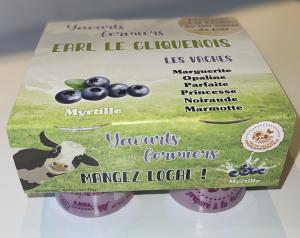 Yaourts
fermiers
EARL LE CLIQUENOIS
LES VACHES
Marguerite
Opaline
Parfaite
Princesse
Noiraude
Marmotte
Myrtille
Yaourts
fermiers
MANGEZ LOCAL !
Myrtille